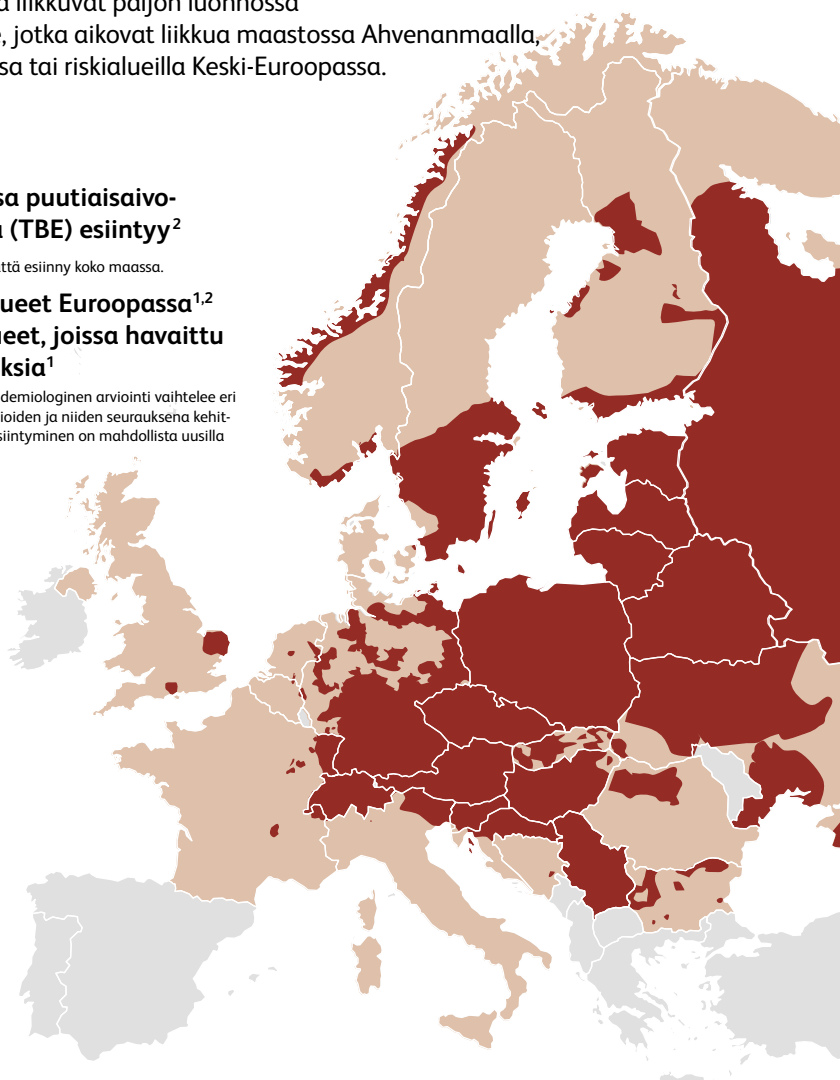 liikkuvat paljon luonnossa
, jotka aikovat liikkua maastossa Ahvenanmaalla,
sa tai riskialueilla Keski-Euroopassa.
sa puutiaisaivo-
(TBE) esiintyy²
ttä esiinny koko maassa.
ueet Euroopassa¹,²
ueet, joissa havaittu
ksia¹
demiologinen arviointi vaihtelee eri
ioiden ja niiden seurauksena kehit-
siintyminen on mahdollista uusilla